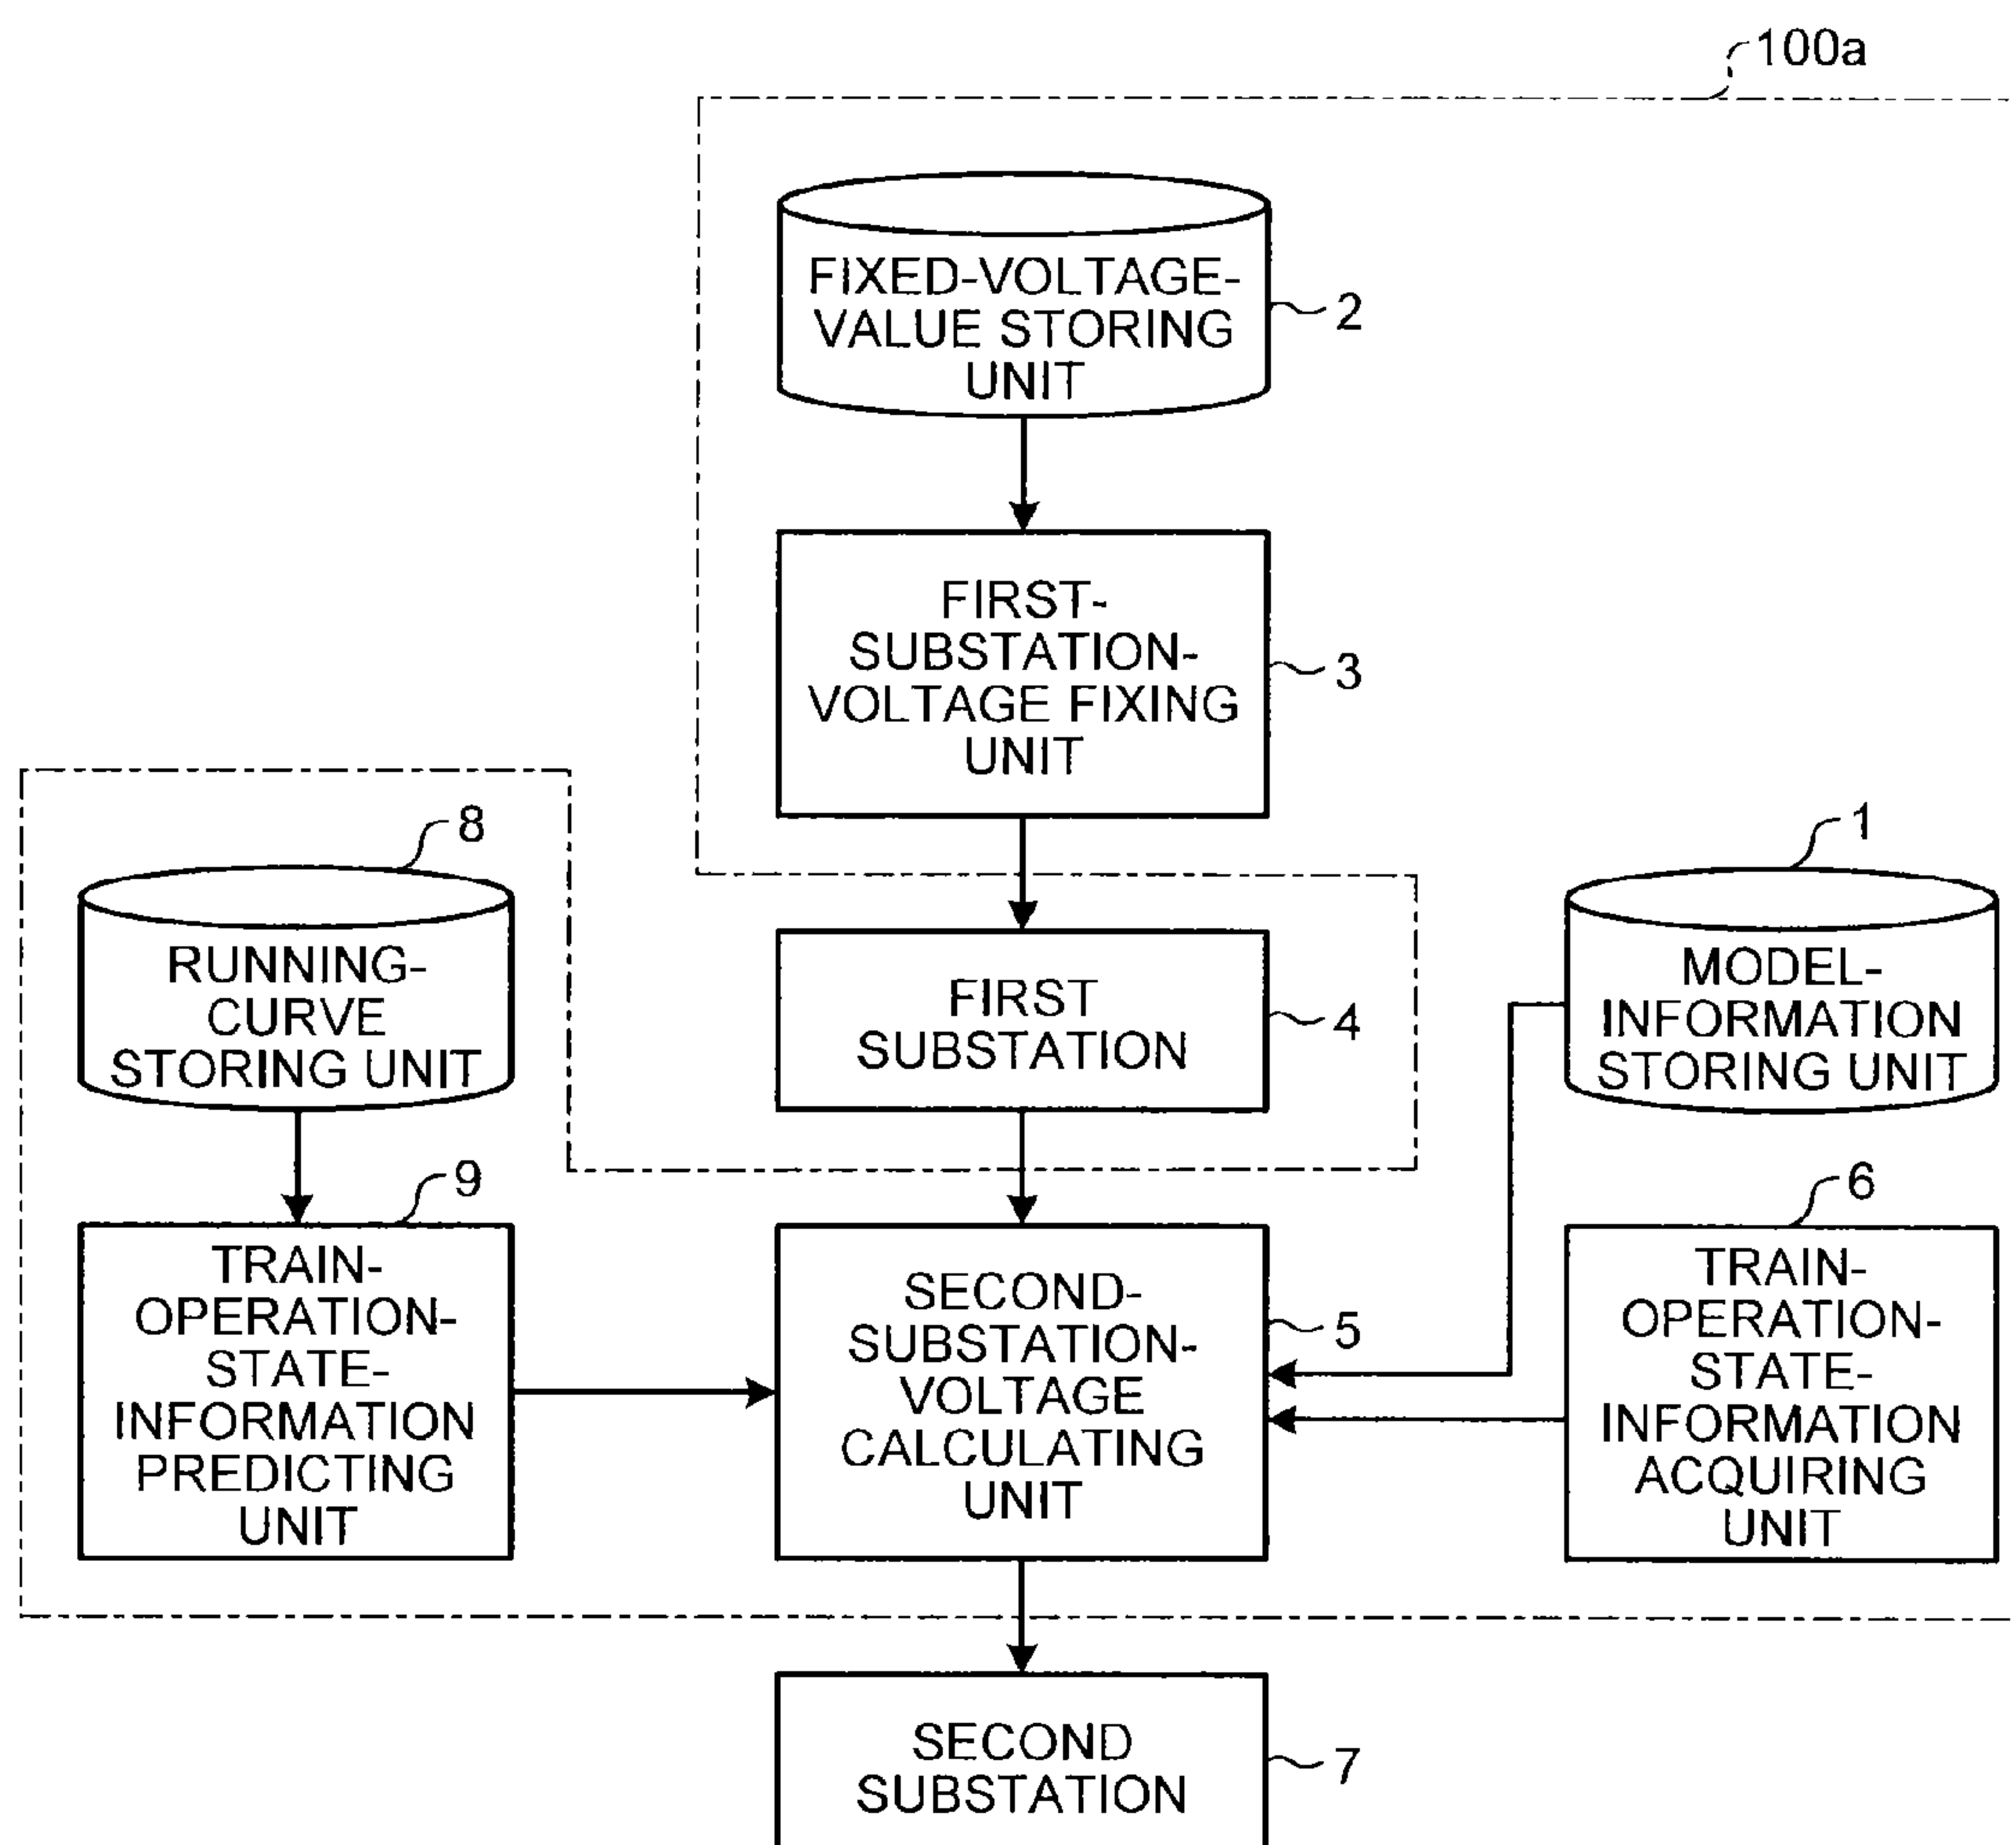 100a
FIXED-VOLTAGE-
VALUE STORING
UNIT
2
FIRST-
SUBSTATION-
VOLTAGE FIXING
UNIT
3
8
RUNNING-
CURVE
STORING UNIT
FIRST
SUBSTATION
4
1
MODEL-
INFORMATION
STORING UNIT
9
TRAIN-
OPERATION-
STATE-
INFORMATION
PREDICTING
UNIT
SECOND-
SUBSTATION-
VOLTAGE
CALCULATING
UNIT
5
6
TRAIN-
OPERATION-
STATE-
INFORMATION
ACQUIRING
UNIT
SECOND
SUBSTATION
7